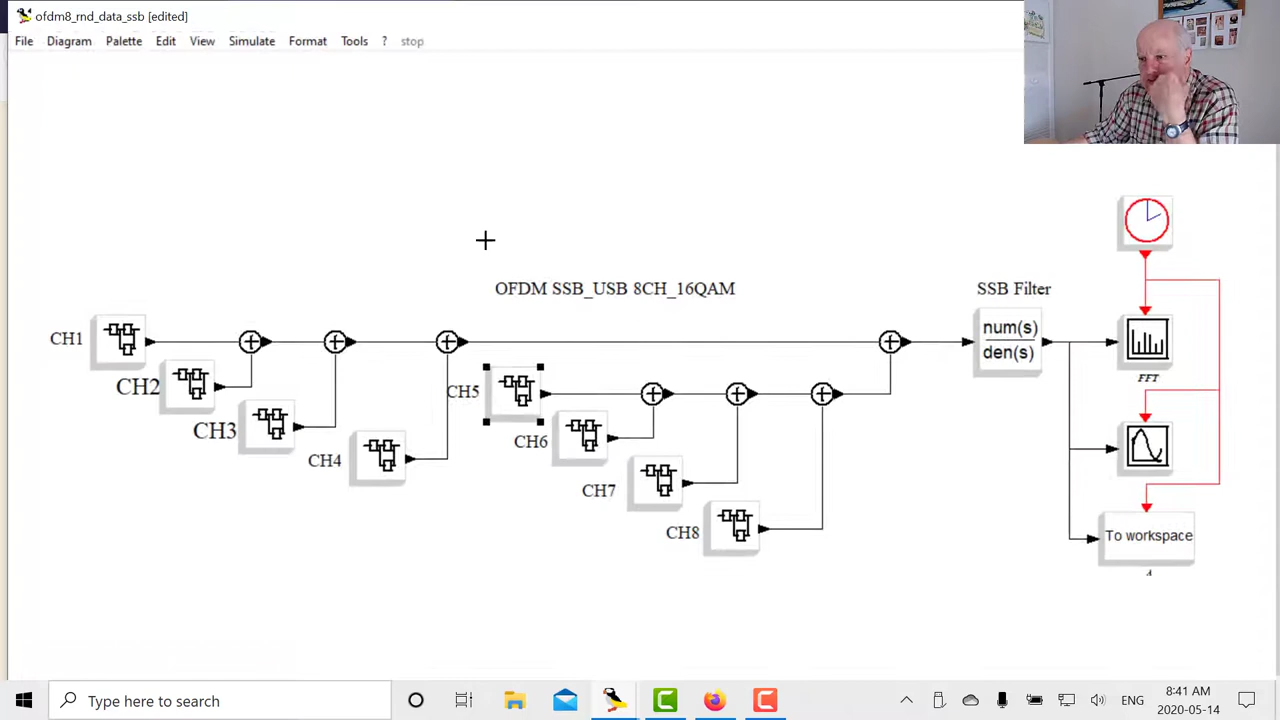 ofdm8_rnd_data_ssb [edited]
File Diagram Palette Edit View Simulate Format Tools ? stop
OFDM SSB_USB 8CH_16QAM
SSB Filter
num(s)
den(s)
CH1
CH2
CH3
CH4
CH5
CH6
CH7
CH8
FFT
To workspace
Type here to search
ENG
8:41 AM
2020-05-14